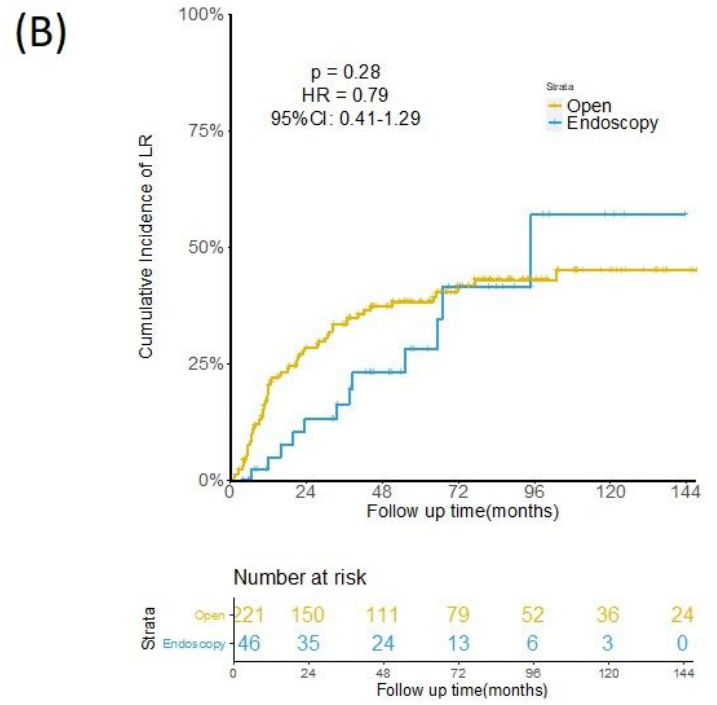 (B)
100%
75%
50%
25%
0%
Cumulative Incidence of LR
p = 0.28
HR = 0.79
95%CI: 0.41-1.29
Strata
Open
Endoscopy
0 24 48 72 96 120 144
Follow up time(months)
Number at risk
Strata
Open 221 150 111 79 52 36 24
Endoscopy 46 35 24 13 6 3 0
0 24 48 72 96 120 144
Follow up time(months)